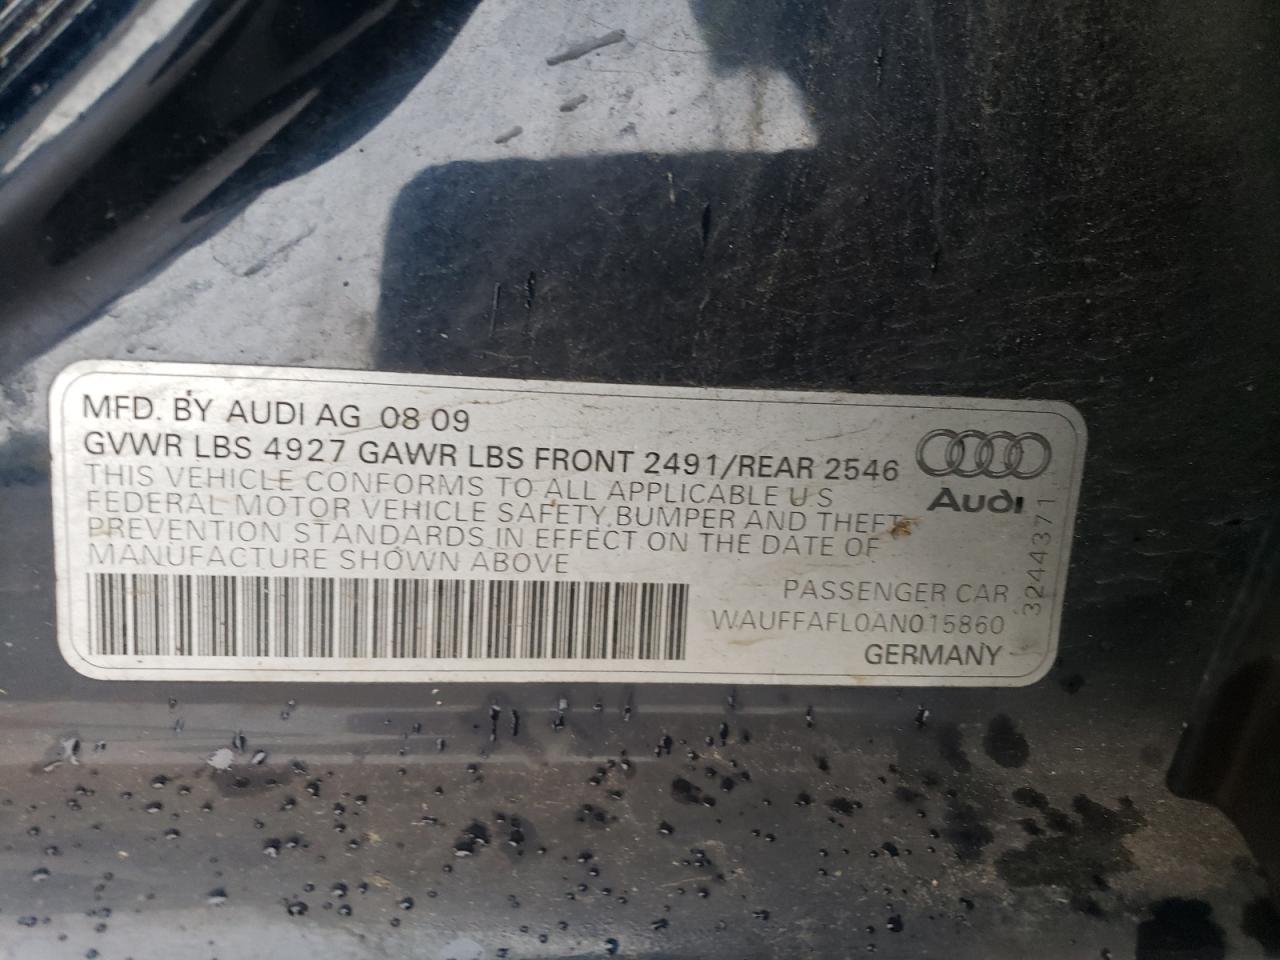 MFD. BY AUDI AG 08 09
GVWR LBS 4927 GAWR LBS FRONT 2491/REAR 2546
THIS VEHICLE CONFORMS TO ALL APPLICABLE U S
FEDERAL MOTOR VEHICLE SAFETY, BUMPER AND THEFT
PREVENTION STANDARDS IN EFFECT ON THE DATE OF
MANUFACTURE SHOWN ABOVE
Audi
3244371
PASSENGER CAR
WAUFFAFL0AN015860
GERMANY